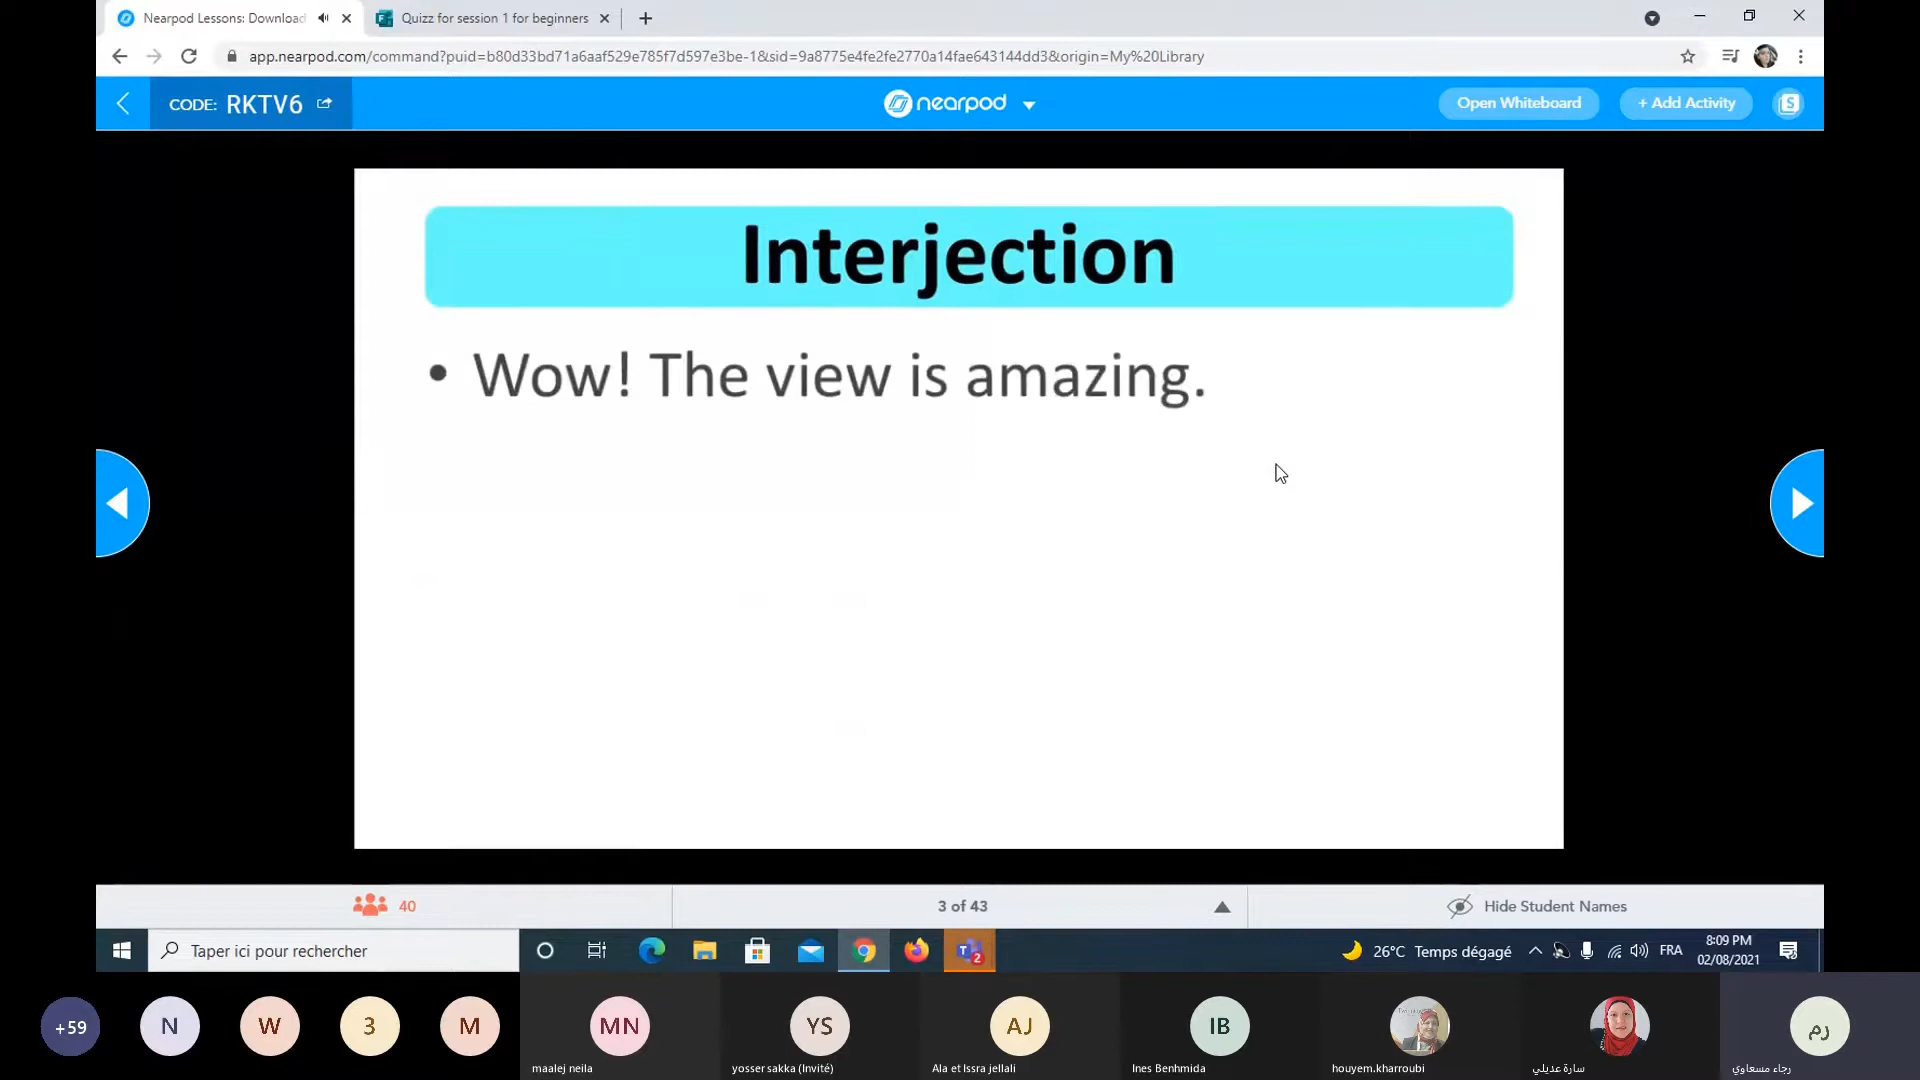 Nearpod Lessons: Download
Quizz for session 1 for beginners
app.nearpod.com/command?puid=b80d33bd71a6aaf529e785f7d597e3be-1&sid=9a8775e4fe2fe2770a14fae643144dd3&origin=My%20Library
CODE: RKTV6
nearpod
Open Whiteboard
+ Add Activity
S
Interjection
• Wow! The view is amazing.
40
3 of 43
Hide Student Names
Taper ici pour rechercher
2
26°C Temps dégagé
FRA
8:09 PM
02/08/2021
+59
N
W
3
M
MN
YS
AJ
IB
رم
maalej neila
yosser sakka (Invité)
Ala et Issra jellali
Ines Benhmida
houyem.kharroubi
سارة عديلي
رجاء مسعاوي